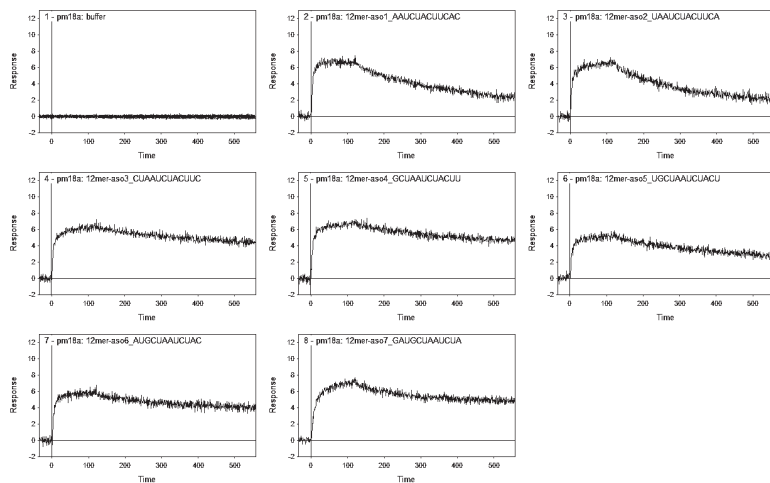 1 - pm18a: buffer
12
10
8
6
4
2
0
-2
Response
0 100 200 300 400 500
Time
2 - pm18a: 12mer-aso1_AAUCUACUUCAC
12
10
8
6
4
2
0
-2
Response
0 100 200 300 400 500
Time
3 - pm18a: 12mer-aso2_UAAUCUACUUCA
12
10
8
6
4
2
0
-2
Response
0 100 200 300 400 500
Time
4 - pm18a: 12mer-aso3_CUAAUCUACUUC
12
10
8
6
4
2
0
-2
Response
0 100 200 300 400 500
Time
5 - pm18a: 12mer-aso4_GCUAAUCUACUU
12
10
8
6
4
2
0
-2
Response
0 100 200 300 400 500
Time
6 - pm18a: 12mer-aso5_UGCUAAUCUACU
12
10
8
6
4
2
0
-2
Response
0 100 200 300 400 500
Time
7 - pm18a: 12mer-aso6_AUGCUAAUCUAC
12
10
8
6
4
2
0
-2
Response
0 100 200 300 400 500
Time
8 - pm18a: 12mer-aso7_GAUGCUAAUCUA
12
10
8
6
4
2
0
-2
Response
0 100 200 300 400 500
Time